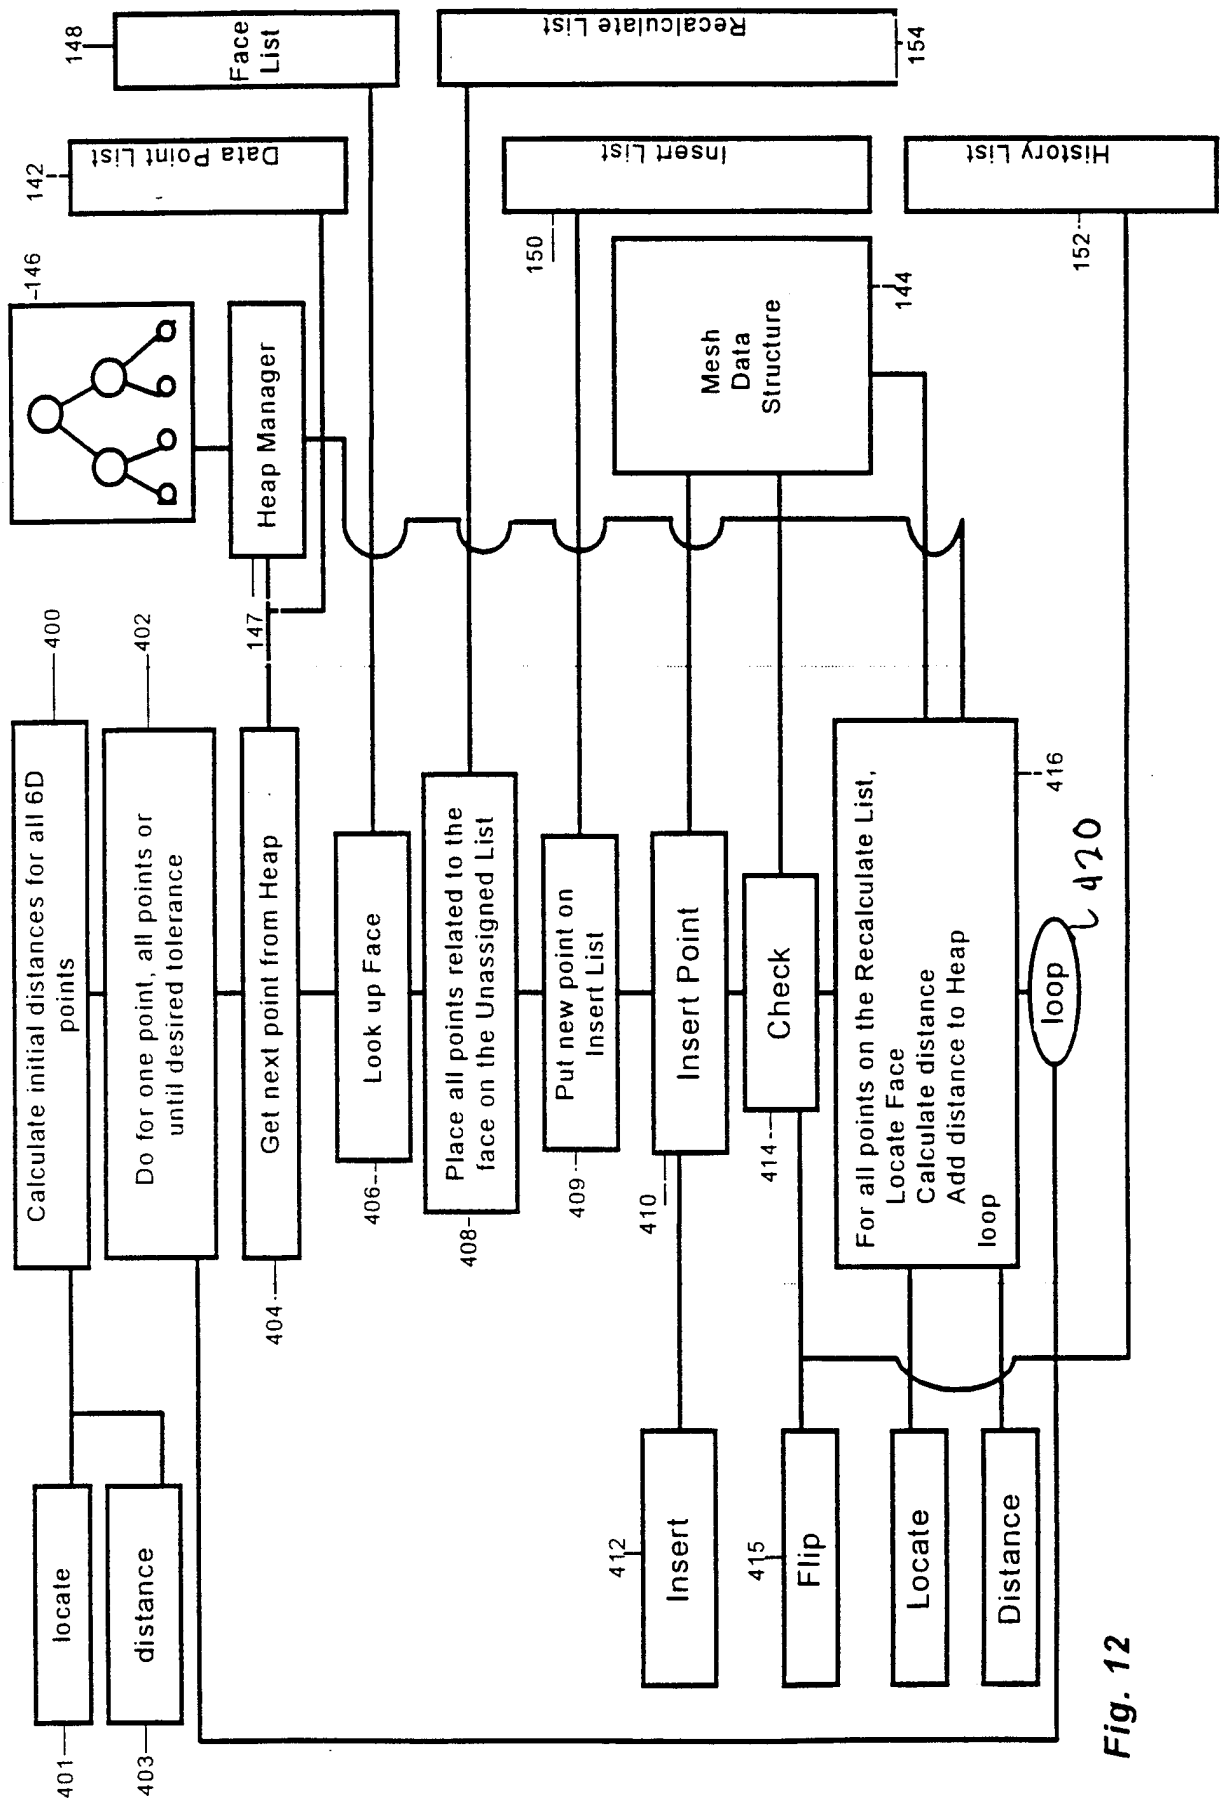 400
Calculate initial distances for all 6D
points
401
locate
403
distance
402
Do for one point, all points or
until desired tolerance
404
Get next point from Heap
147
Heap Manager
146
142
Data Point List
148
Face
List
406
Look up Face
408
Place all points related to the
face on the Unassigned List
Recalculate List
154
409
Put new point on
Insert List
150
Insert List
410
Insert Point
412
Insert
Mesh
Data
Structure
144
414
Check
415
Flip
152
History List
For all points on the Recalculate List,
Locate Face
Calculate distance
Add distance to Heap
loop
416
Locate
Distance
loop
420
Fig. 12